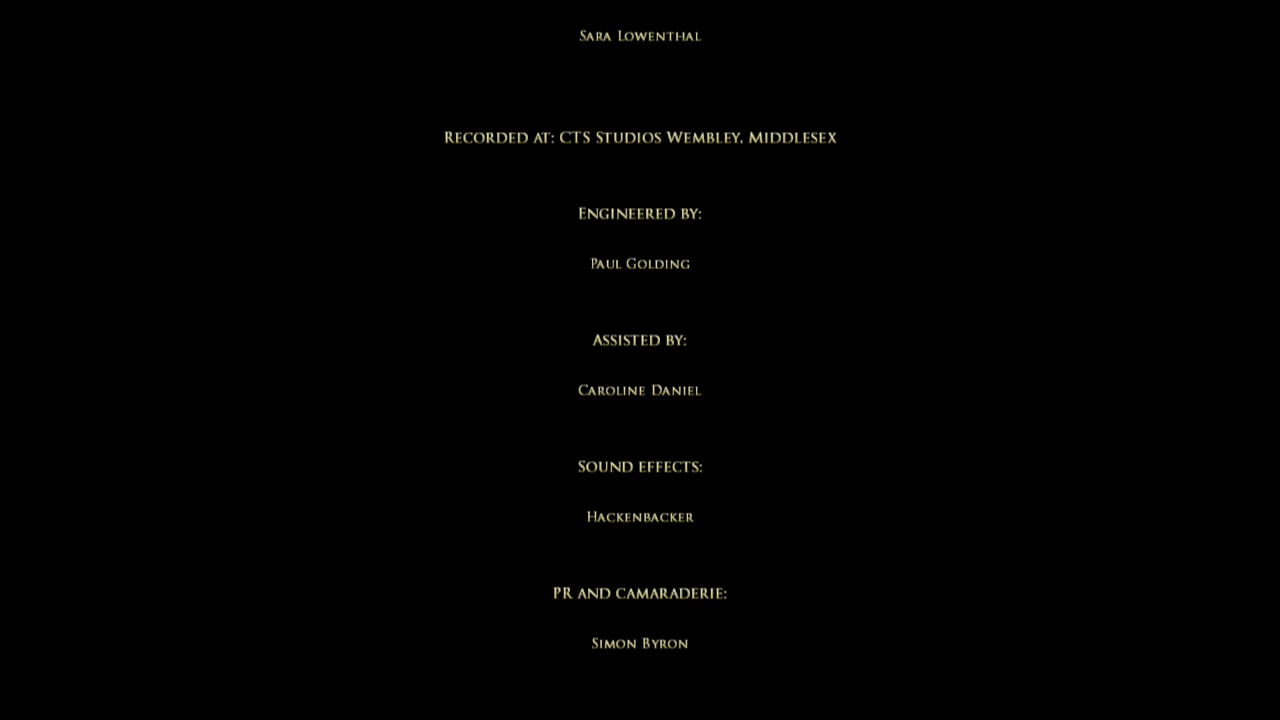 Sara Lowenthal
Recorded at: CTS Studios Wembley, Middlesex
Engineered by:
Paul Golding
Assisted by:
Caroline Daniel
Sound effects:
Hackenbacker
PR and camaraderie:
Simon Byron